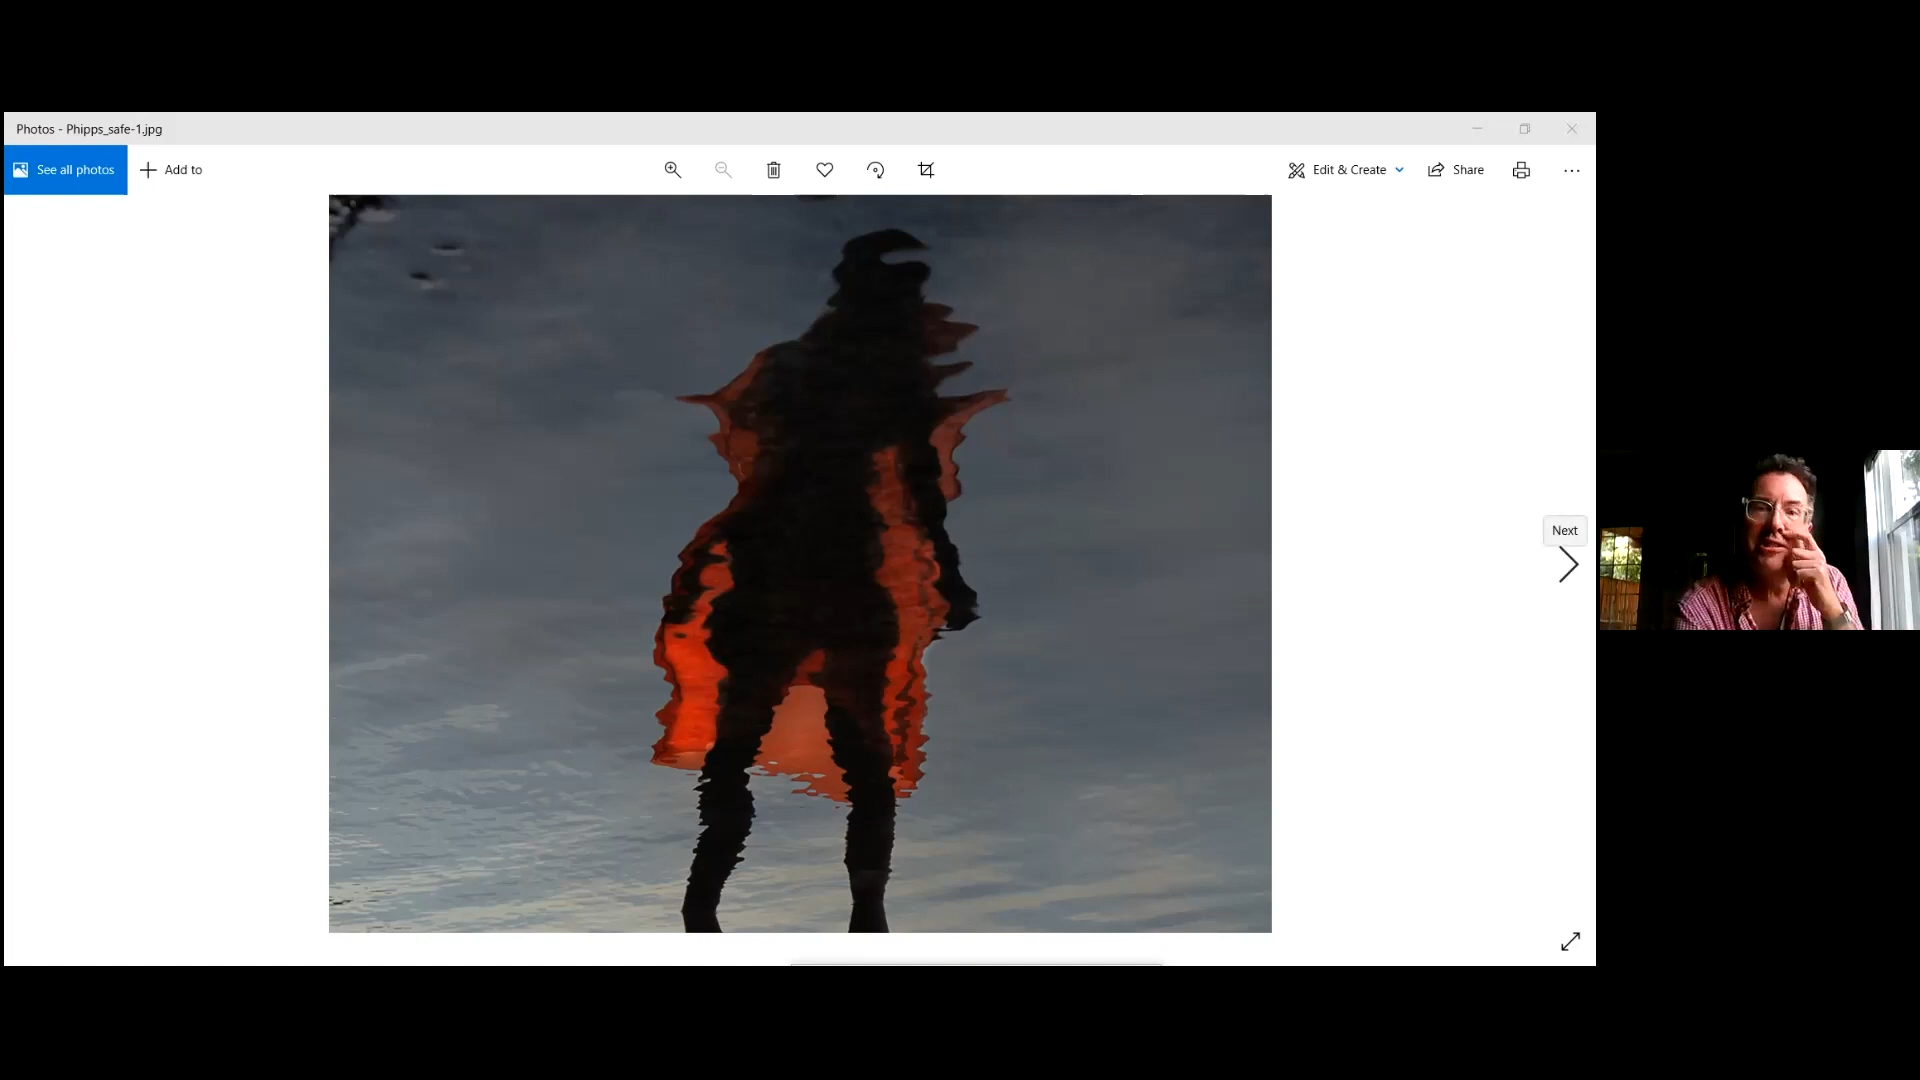 Photos - Phipps_safe-1.jpg
See all photos
Add to
Edit & Create
Share
Next